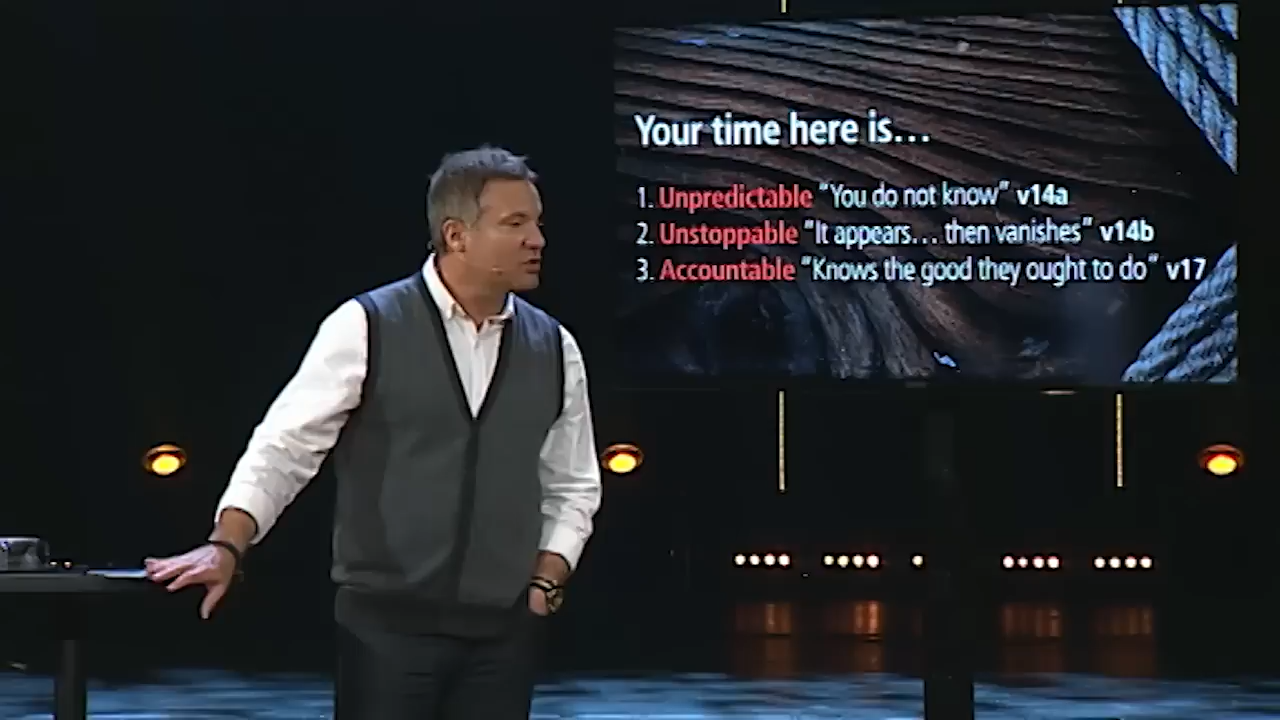 Your time here is...
1. Unpredictable “You do not know” v14a
2. Unstoppable “It appears... then vanishes” v14b
3. Accountable “Knows the good they ought to do” v17